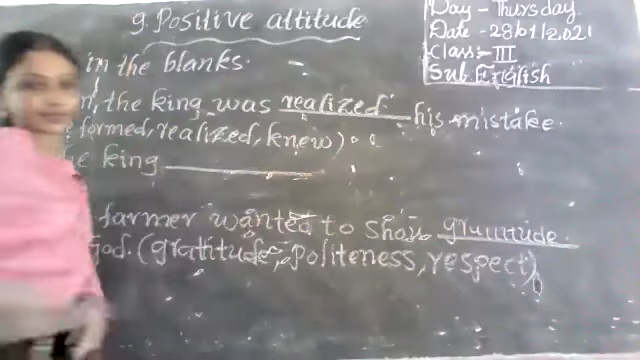 9. Positive attitude
Day - Thursday
Date - 28/01/2021
Class:- III
Sub English
in the blanks.
the king was realized his mistake.
formed, realized, knew)
king
farmer wanted to show gratitude
God. (gratitude, politeness, respect)